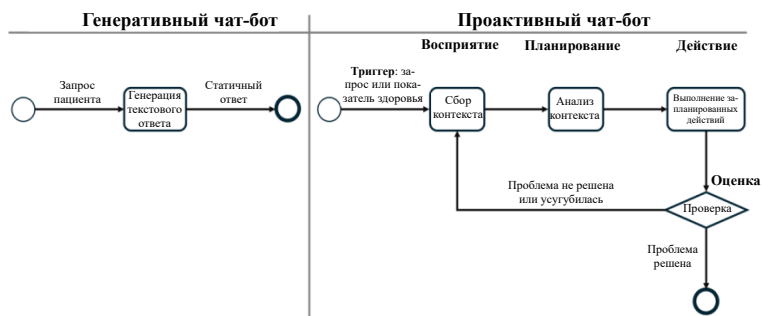 Генеративный чат-бот
Запрос
пациента
Генерация
текстового
ответа
Статичный
ответ
Проактивный чат-бот
Восприятие
Планирование
Действие
Триггер: за-
прос или пока-
затель здоровья
Сбор
контекста
Анализ
контекста
Выполнение за-
планированных
действий
Оценка
Проверка
Проблема не решена
или усугубилась
Проблема
решена